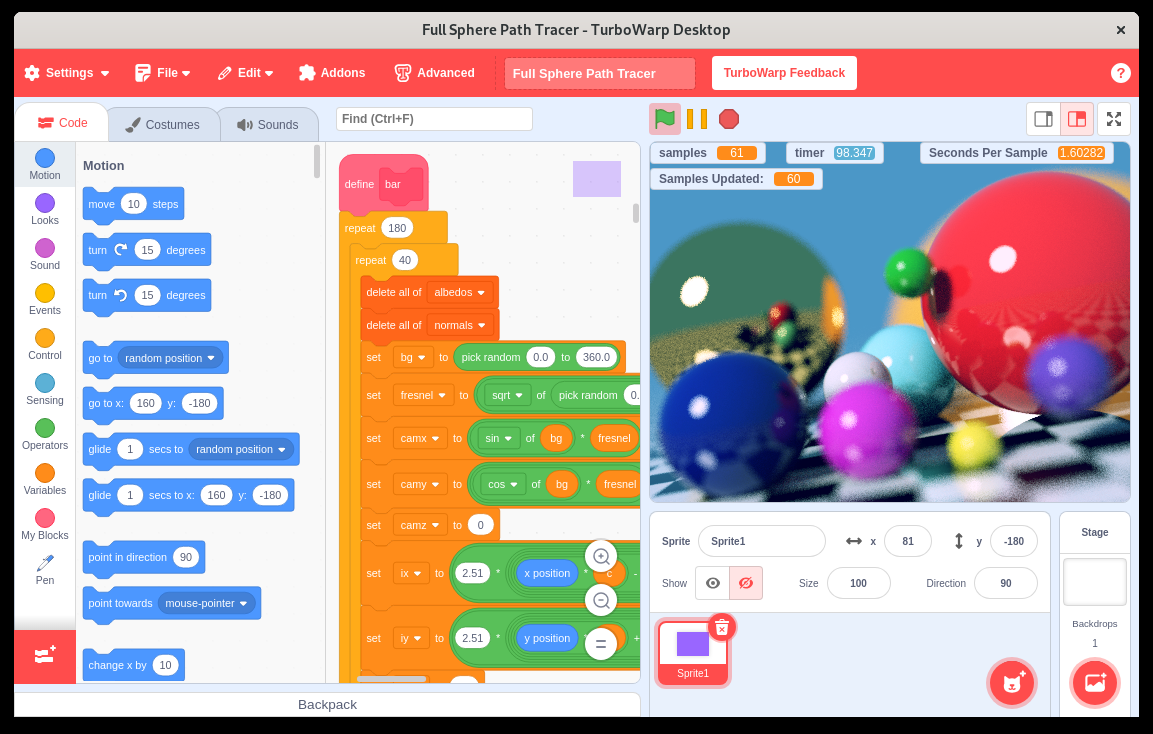 Full Sphere Path Tracer - TurboWarp Desktop
Settings File Edit Addons Advanced Full Sphere Path Tracer TurboWarp Feedback ?
Code Costumes Sounds Find (Ctrl+F)
Motion
Looks
Sound
Events
Control
Sensing
Operators
Variables
My Blocks
Pen
Motion
move 10 steps
turn 15 degrees
turn 15 degrees
go to random position
go to x: 160 y: -180
glide 1 secs to random position
glide 1 secs to x: 160 y: -180
point in direction 90
point towards mouse-pointer
change x by 10
define bar
repeat 180
repeat 40
delete all of albedos
delete all of normals
set bg to pick random 0.0 to 360.0
set fresnel to sqrt of pick random 0.
set camx to sin of bg * fresnel
set camy to cos of bg * fresnel
set camz to 0
set ix to 2.51 * x position * c -
set iy to 2.51 * y position * +
Backpack
samples 61 timer 98.347 Seconds Per Sample 1.60282
Samples Updated: 60
Sprite Sprite1 x 81 y -180
Show Size 100 Direction 90
Sprite1
Stage
Backdrops
1